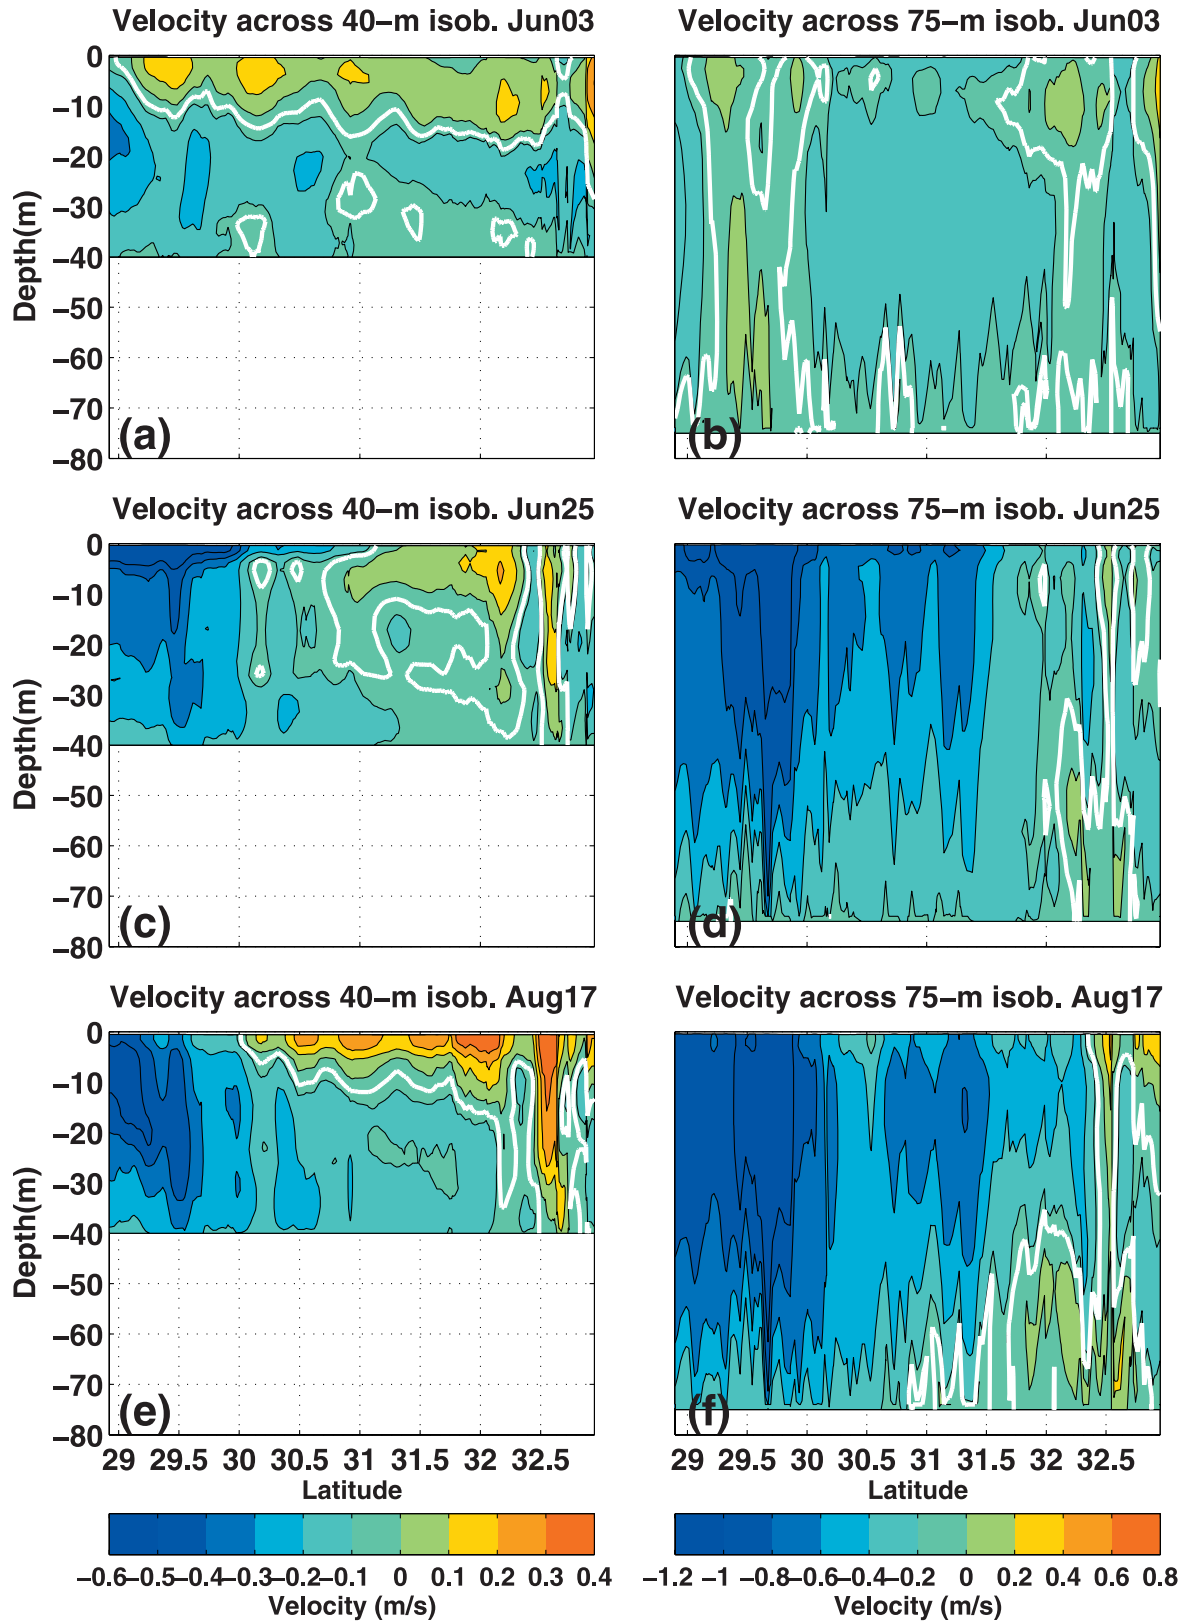 Velocity across 40−m isob. Jun03
Velocity across 75−m isob. Jun03
Depth(m)
0
−10
−20
−30
−40
−50
−60
−70
−80
(a)
(b)
Velocity across 40−m isob. Jun25
Velocity across 75−m isob. Jun25
Depth(m)
0
−10
−20
−30
−40
−50
−60
−70
−80
(c)
(d)
Velocity across 40−m isob. Aug17
Velocity across 75−m isob. Aug17
Depth(m)
0
−10
−20
−30
−40
−50
−60
−70
−80
(e)
(f)
29 29.5 30 30.5 31 31.5 32 32.5
Latitude
29 29.5 30 30.5 31 31.5 32 32.5
Latitude
−0.6 −0.5 −0.4 −0.3 −0.2 −0.1 0 0.1 0.2 0.3 0.4
Velocity (m/s)
−1.2 −1 −0.8 −0.6 −0.4 −0.2 0 0.2 0.4 0.6 0.8
Velocity (m/s)